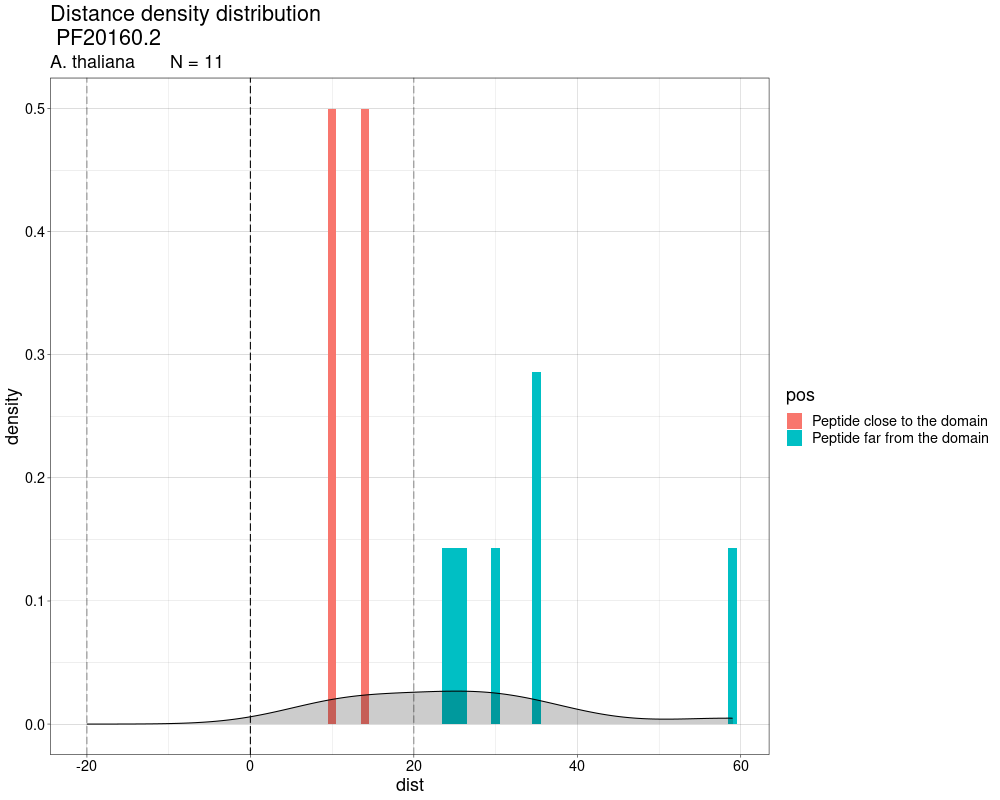 Distance density distribution
PF20160.2
A. thaliana N = 11
0.5
0.4
0.3
0.2
0.1
0.0
density
-20 0 20 40 60
dist
pos
Peptide close to the domain
Peptide far from the domain